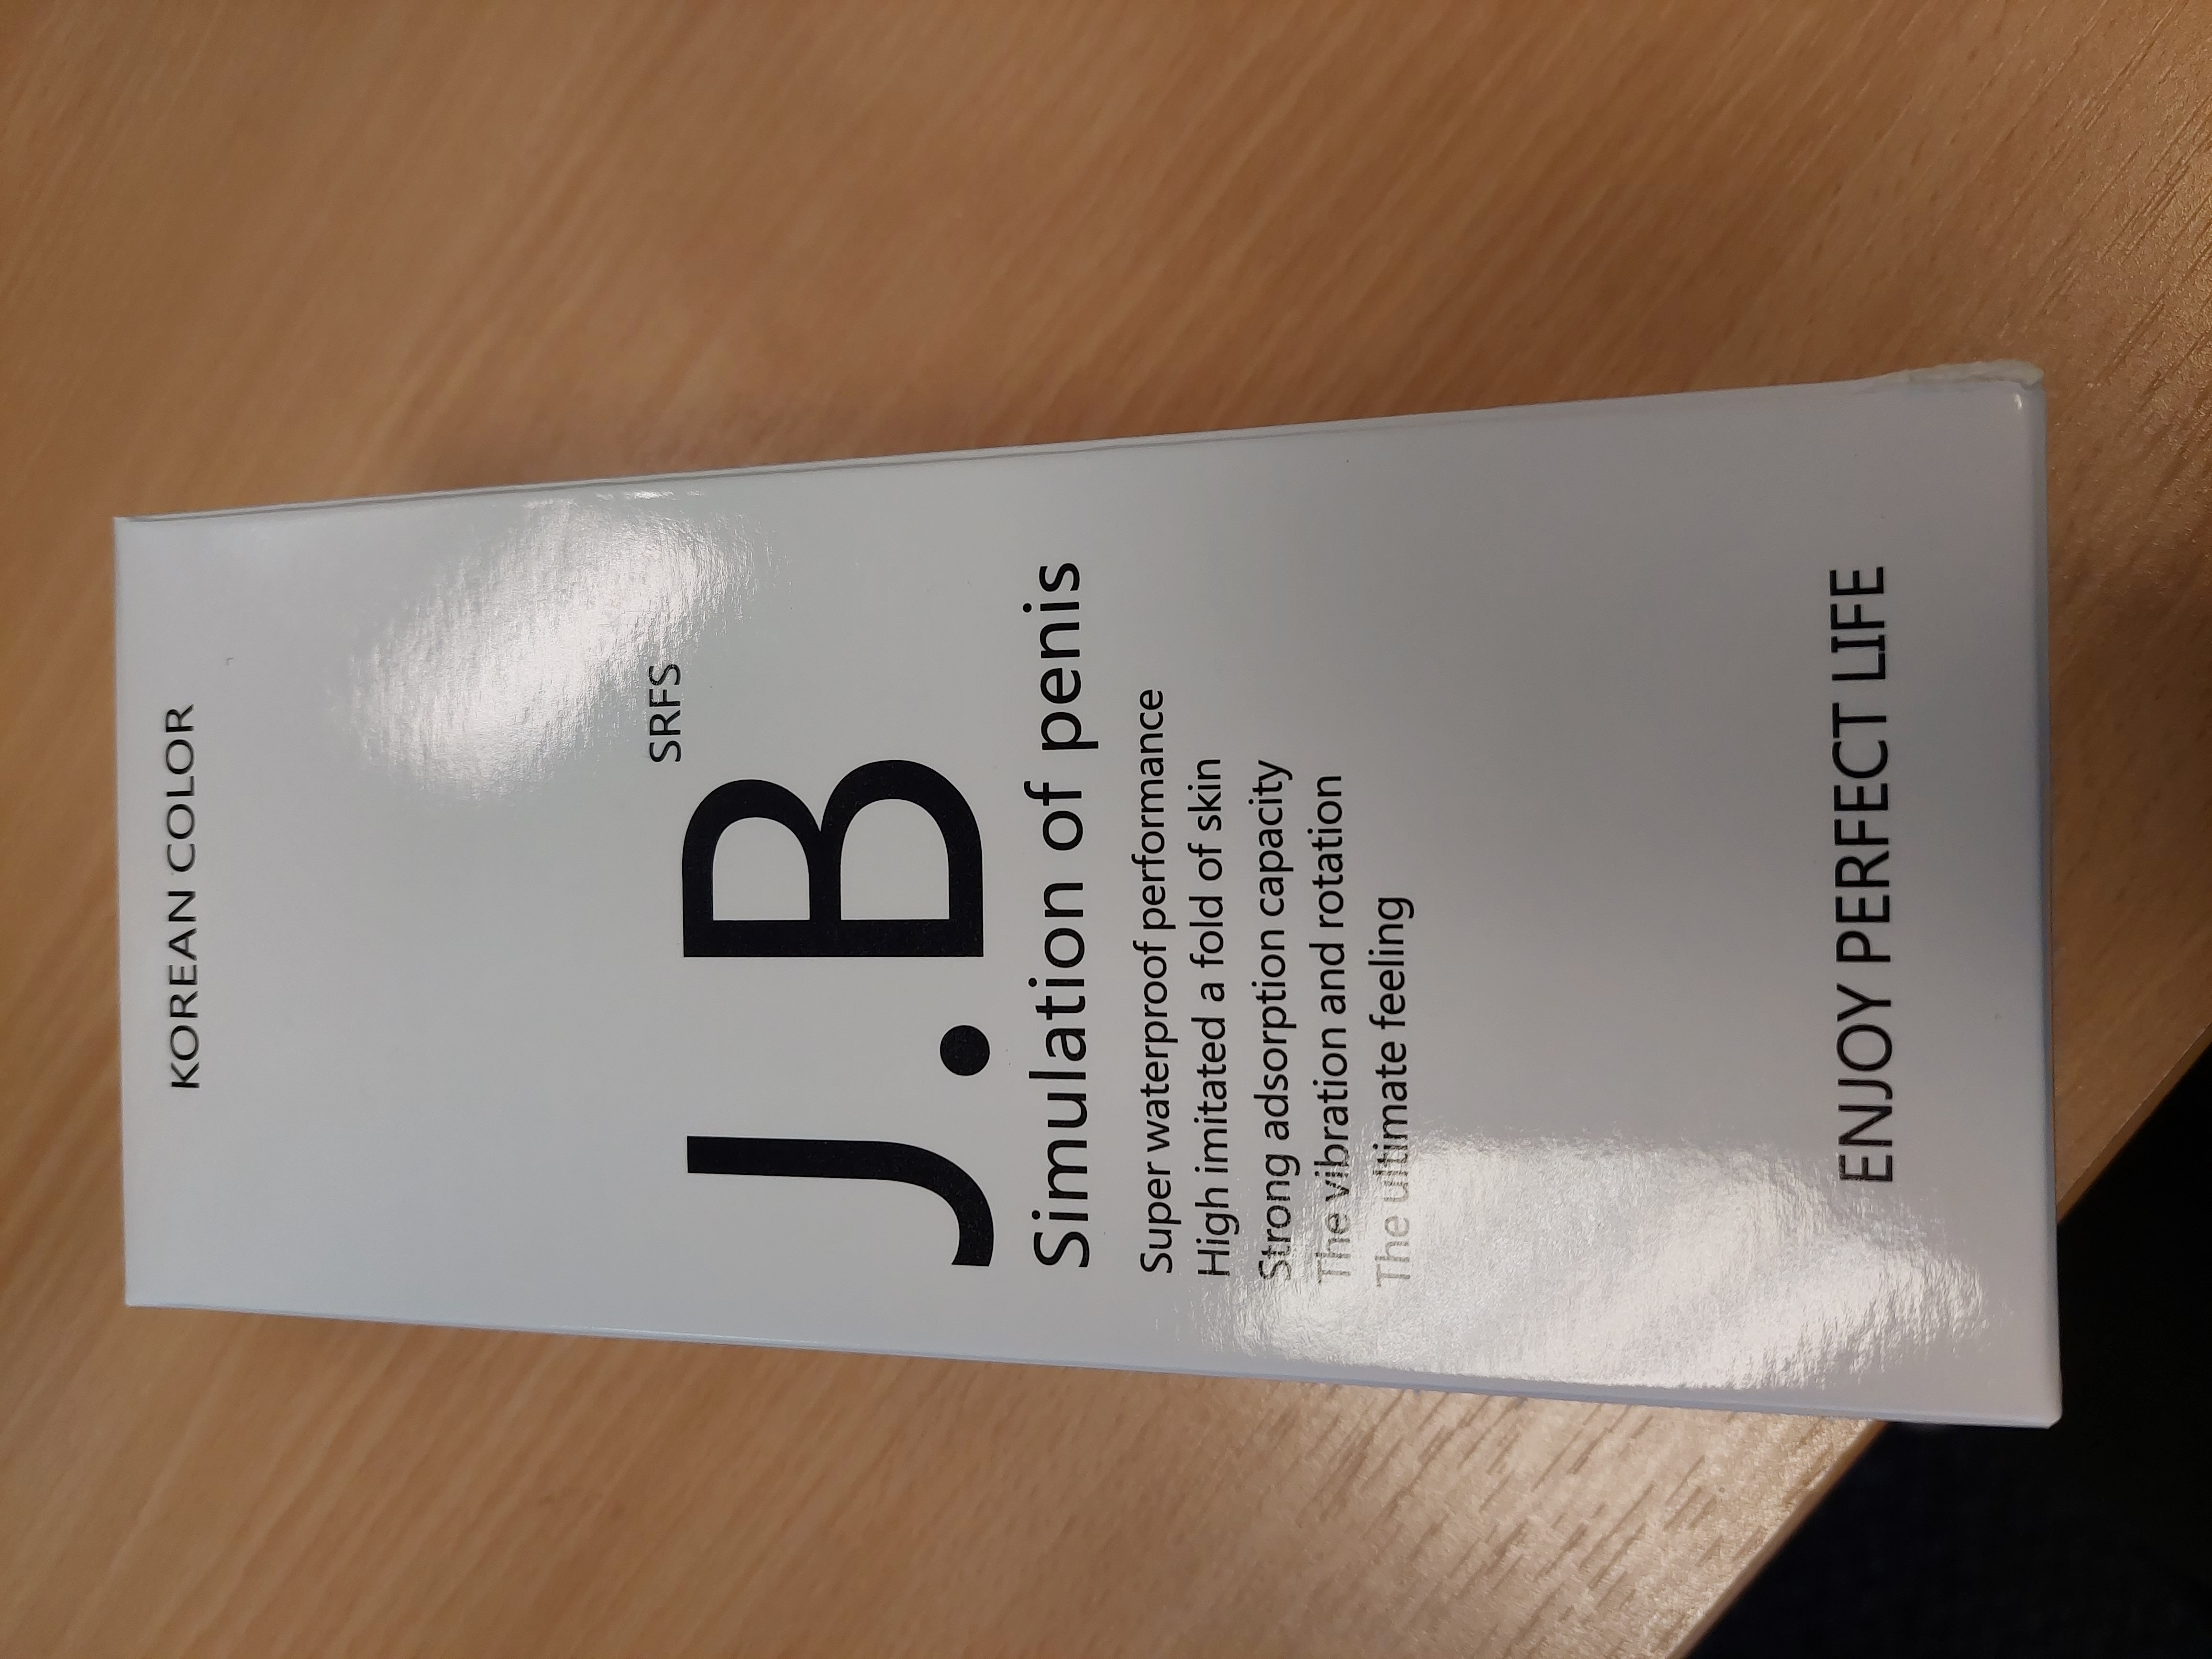 KOREAN COLOR
SRFS
J.B
Simulation of penis
Super waterproof performance
High imitated a fold of skin
Strong adsorption capacity
The vibration and rotation
The ultimate feeling
ENJOY PERFECT LIFE